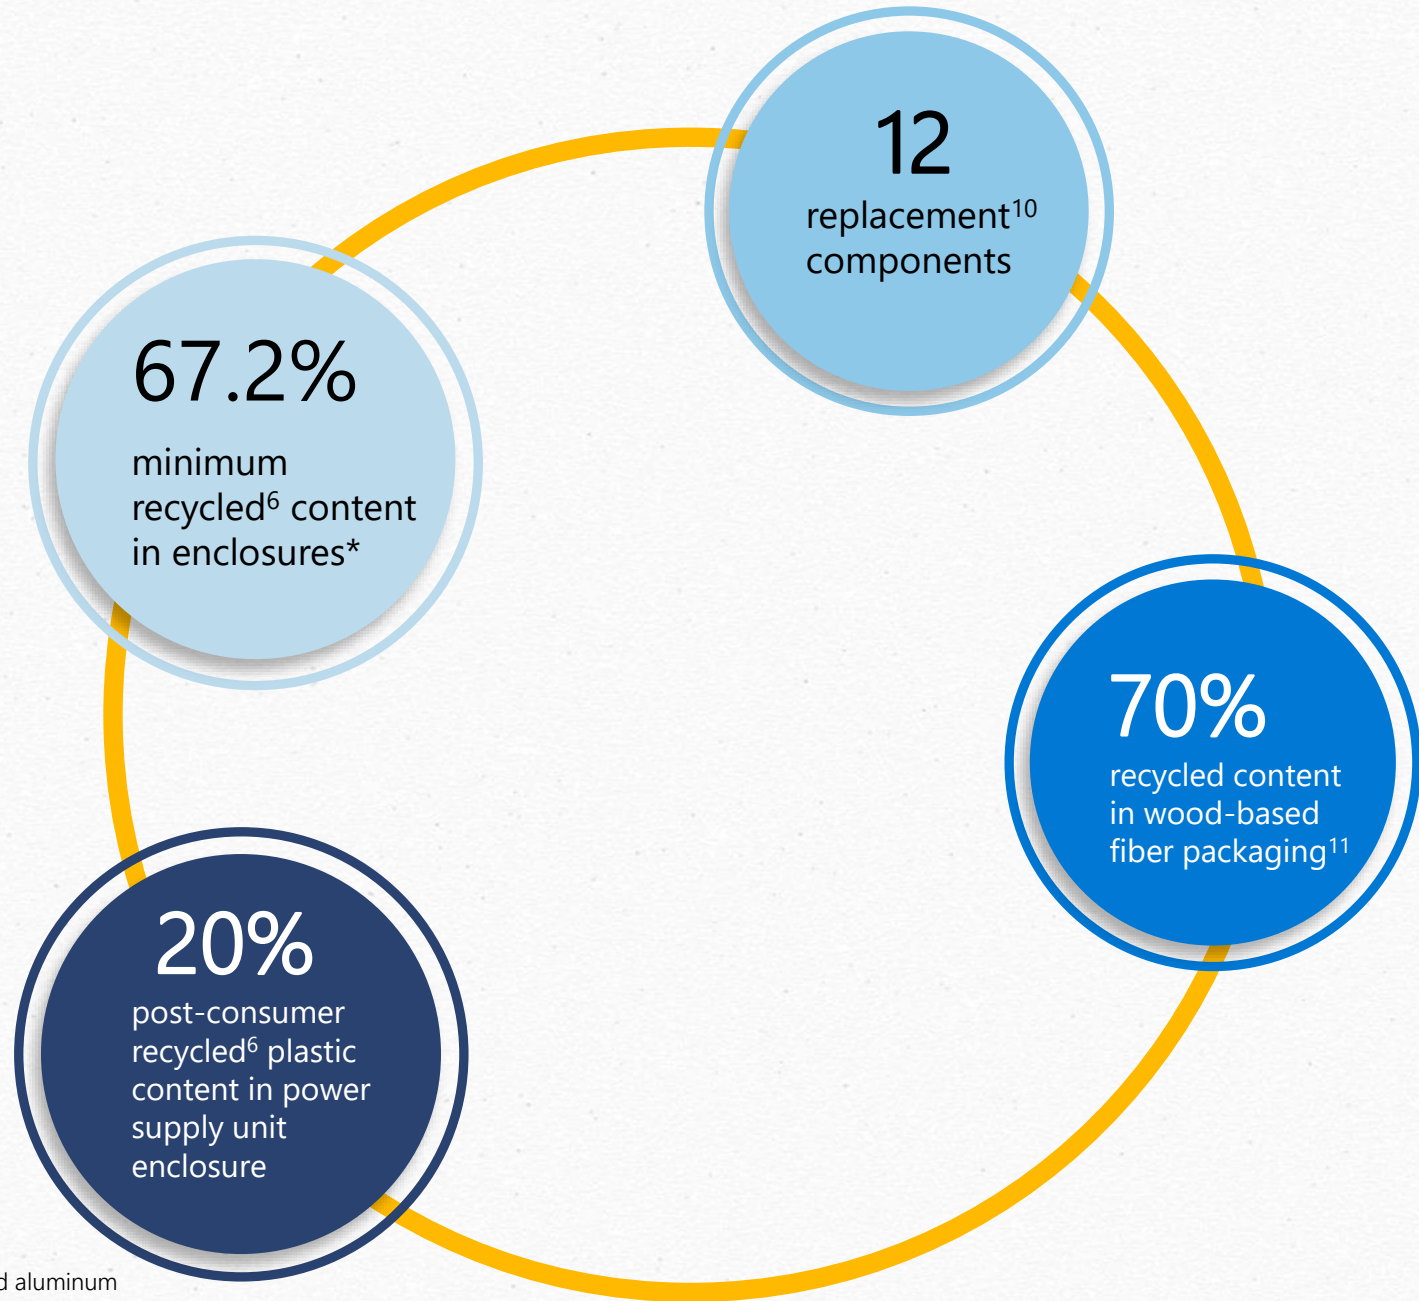 12
replacement¹⁰
components
67.2%
minimum
recycled⁶ content
in enclosures*
70%
recycled content
in wood-based
fiber packaging¹¹
20%
post-consumer
recycled⁶ plastic
content in power
supply unit
enclosure
aluminum